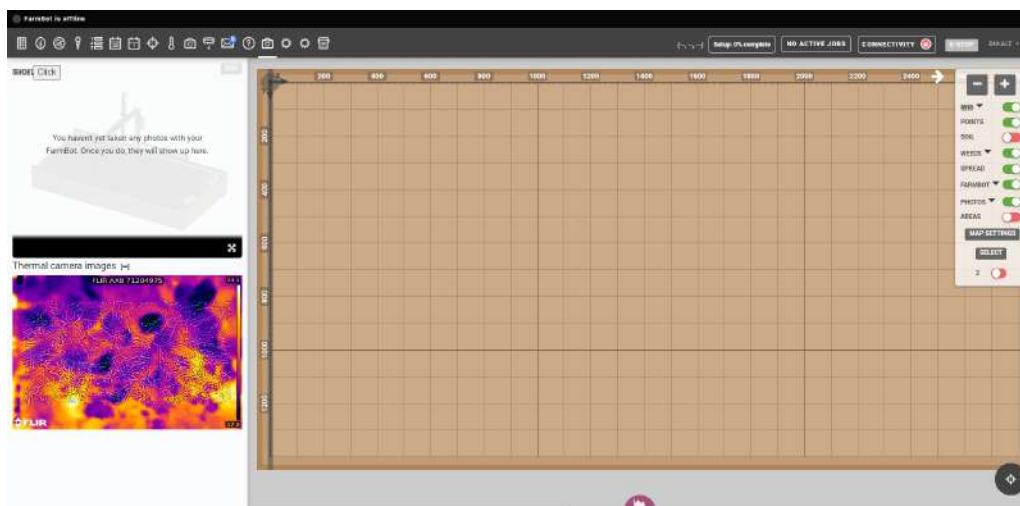 FarmBot is offline
Setup: 0% complete
NO ACTIVE JOBS
CONNECTIVITY
Click
You haven't yet taken any photos with your
FarmBot. Once you do, they will show up here.
Thermal camera images
FLIR AX8 71204975
FLIR
200 400 600 800 1000 1200 1400 1600 1800 2000 2200 2400
200
400
600
800
1000
1200
POINTS
SOIL
WEEDS
SPREAD
FARMBOT
PHOTOS
AREAS
MAP SETTINGS
SELECT